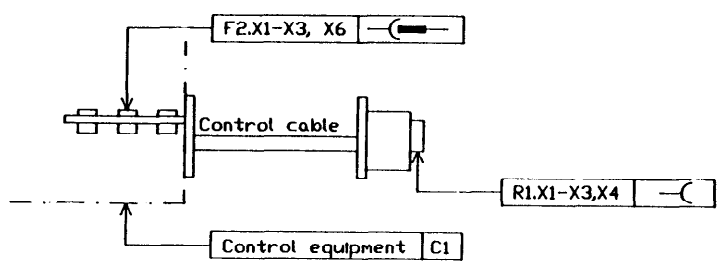 F2.X1-X3, X6
Control cable
R1.X1-X3,X4
Control equipment C1